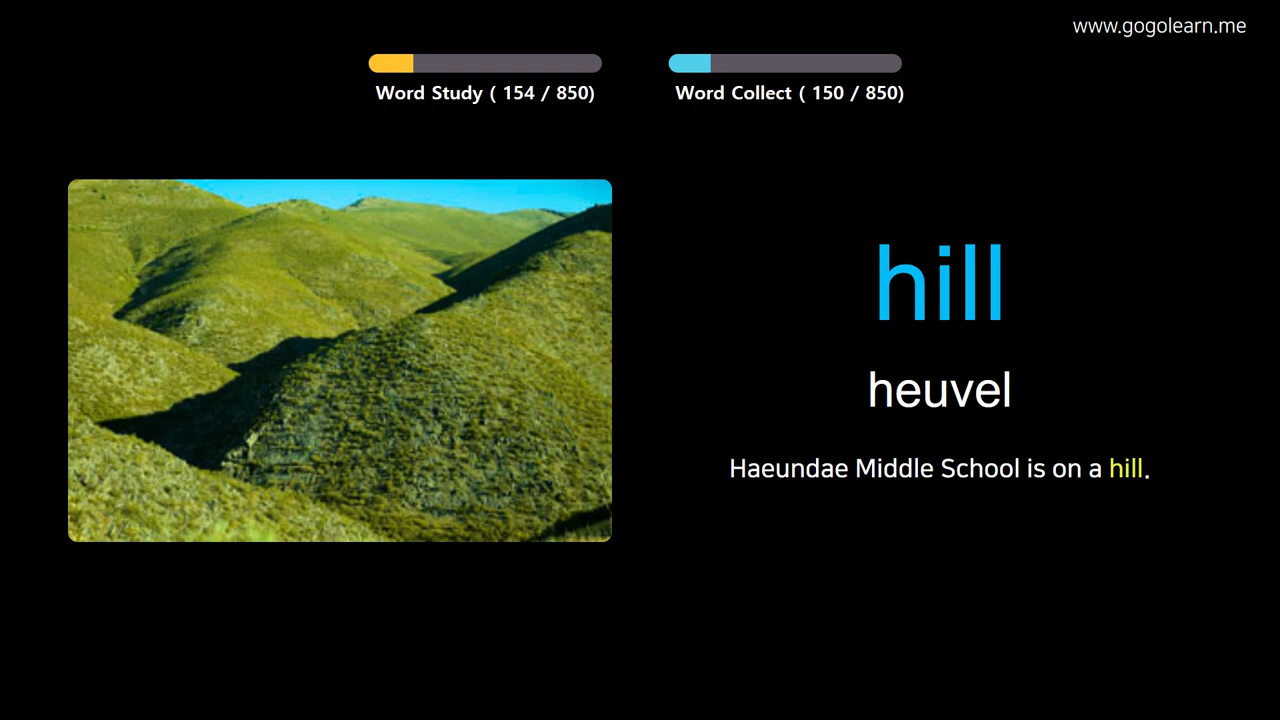 www.gogolearn.me
Word Study ( 154 / 850)
Word Collect ( 150 / 850)
hill
heuvel
Haeundae Middle School is on a hill.